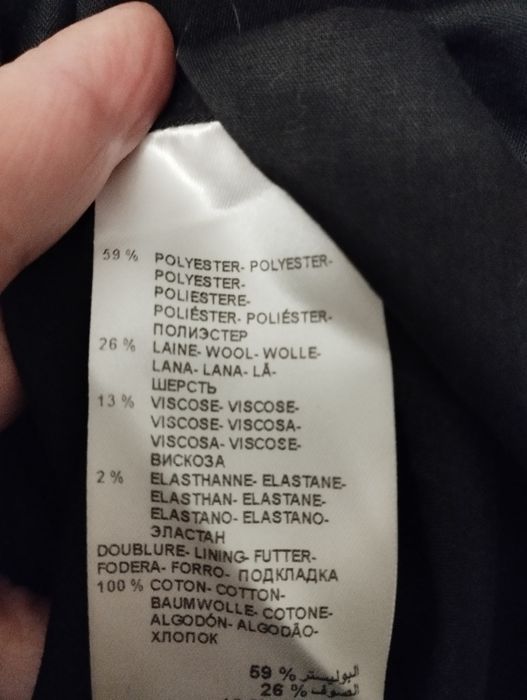 59 % POLYESTER- POLYESTER-
POLYESTER-
POLIESTERE-
POLIÉSTER- POLIÉSTER-
ПОЛИЭСТЕР
26 % LAINE- WOOL- WOLLE-
LANA- LANA- LÃ-
ШЕРСТЬ
13 % VISCOSE- VISCOSE-
VISCOSE- VISCOSA-
VISCOSA- VISCOSE-
ВИСКОЗА
2 % ELASTHANNE- ELASTANE-
ELASTHAN- ELASTANE-
ELASTANO- ELASTANO-
ЭЛАСТАН
DOUBLURE- LINING- FUTTER-
FODERA- FORRO- ПОДКЛАДКА
100 % COTON- COTTON-
BAUMWOLLE- COTONE-
ALGODÓN- ALGODÃO-
ХЛОПОК
البوليستر % 59
الصوف % 26